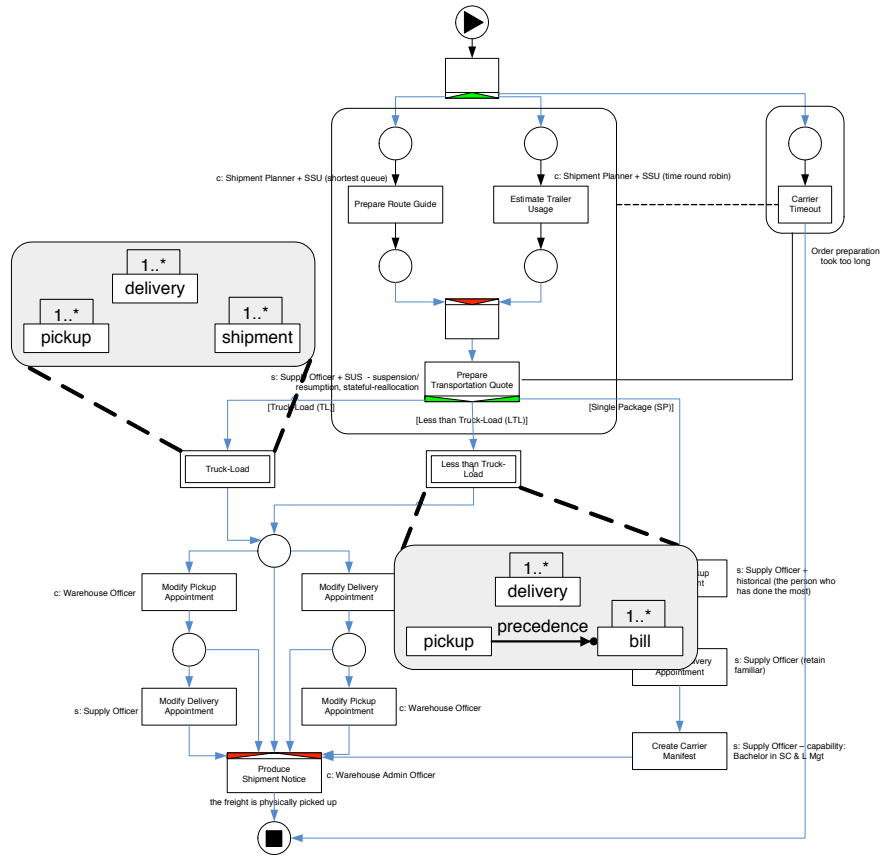 c: Shipment Planner + SSU (shortest queue)
c: Shipment Planner + SSU (time round robin)
Prepare Route Guide
Estimate Trailer
Usage
Carrier
Timeout
Order preparation
took too long
1..*
delivery
1..*
pickup
1..*
shipment
s: Supply Officer + SUS - suspension/
resumption, stateful-reallocation
Prepare
Transportation Quote
[Truck-Load (TL)]
[Less than Truck-Load (LTL)]
[Single Package (SP)]
Truck-Load
Less than Truck-
Load
c: Warehouse Officer
Modify Pickup
Appointment
Modify Delivery
Appointment
1..*
delivery
precedence
1..*
pickup
bill
s: Supply Officer +
historical (the person who
has done the most)
s: Supply Officer (retain
familiar)
Appointment
s: Supply Officer
Modify Delivery
Appointment
Modify Pickup
Appointment
c: Warehouse Officer
Create Carrier
Manifest
s: Supply Officer – capability:
Bachelor in SC & L Mgt
Produce
Shipment Notice
c: Warehouse Admin Officer
the freight is physically picked up